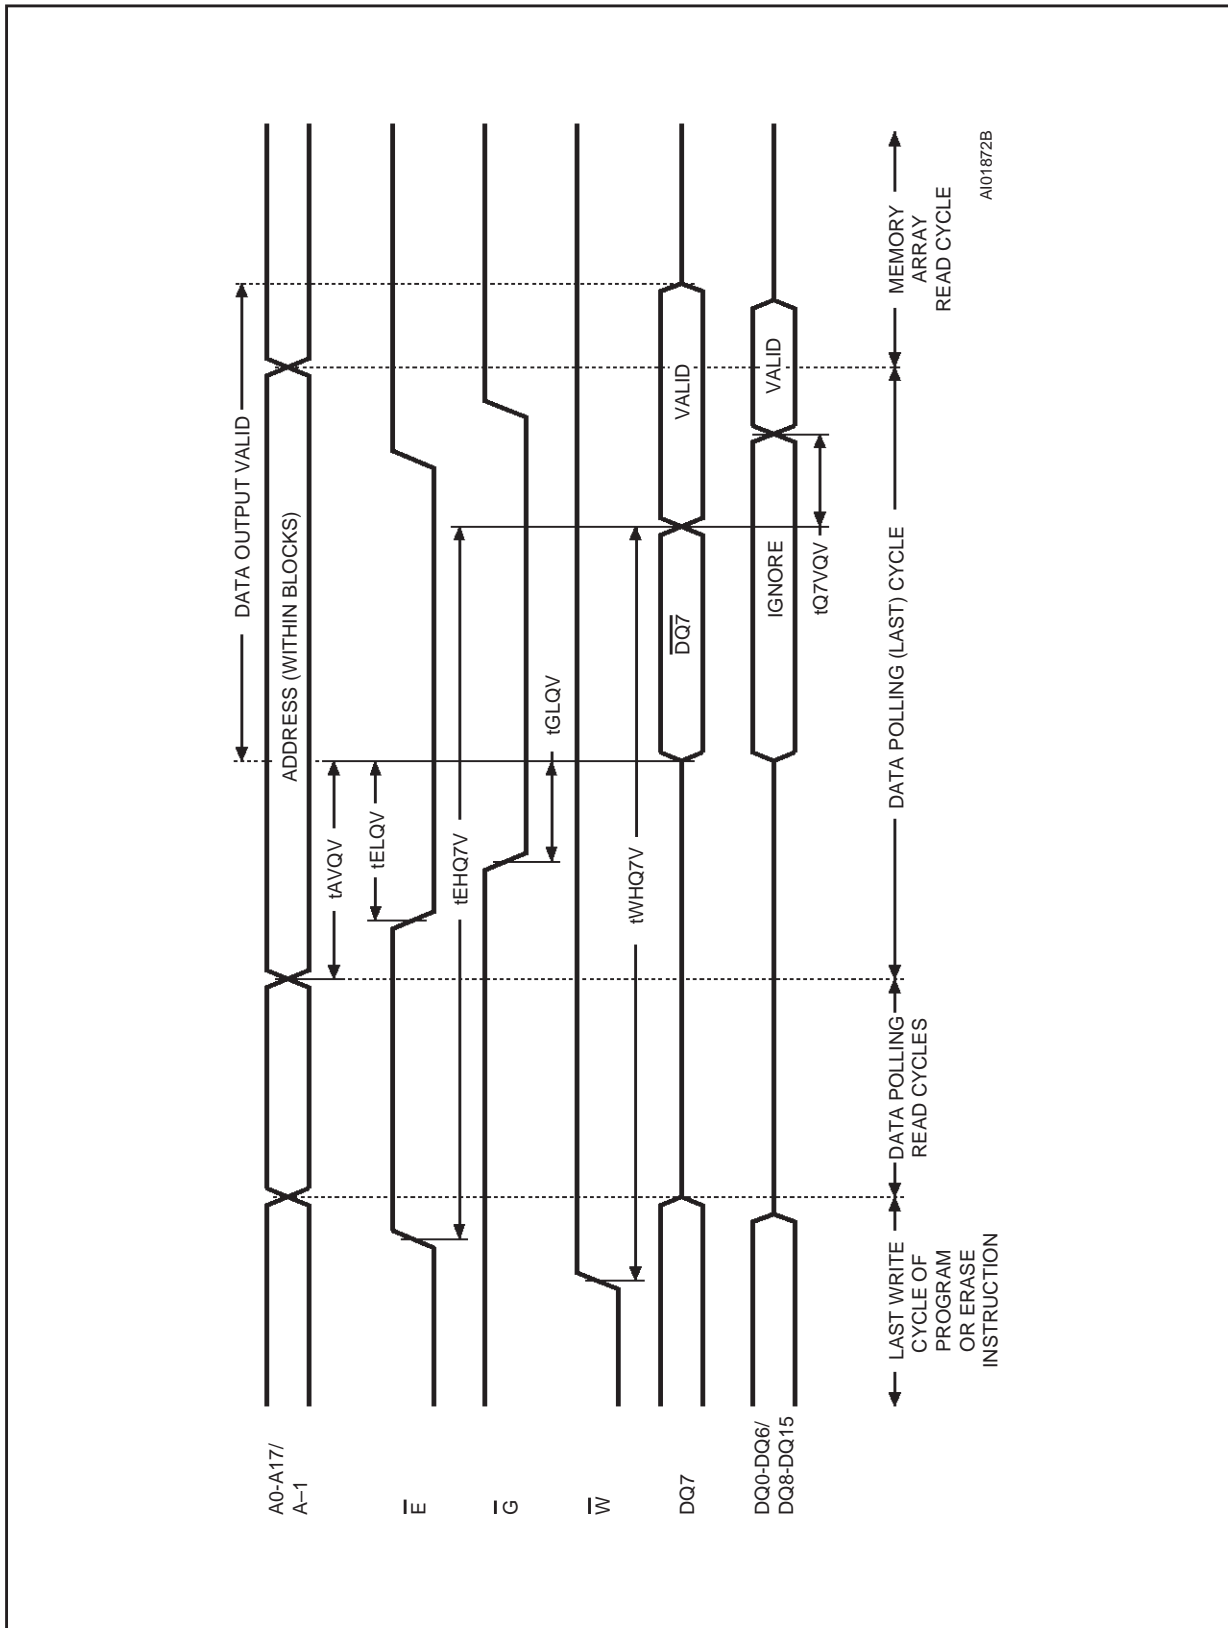 DATA OUTPUT VALID
A0-A17/
A–1
ADDRESS (WITHIN BLOCKS)
tAVQV
tELQV
E
tEHQ7V
G
tGLQV
W
tWHQ7V
DQ7
DQ7
VALID
DQ0-DQ6/
DQ8-DQ15
IGNORE
VALID
tQ7VQV
LAST WRITE
CYCLE OF
PROGRAM
OR ERASE
INSTRUCTION
DATA POLLING
READ CYCLES
DATA POLLING (LAST) CYCLE
MEMORY
ARRAY
READ CYCLE
AI01872B